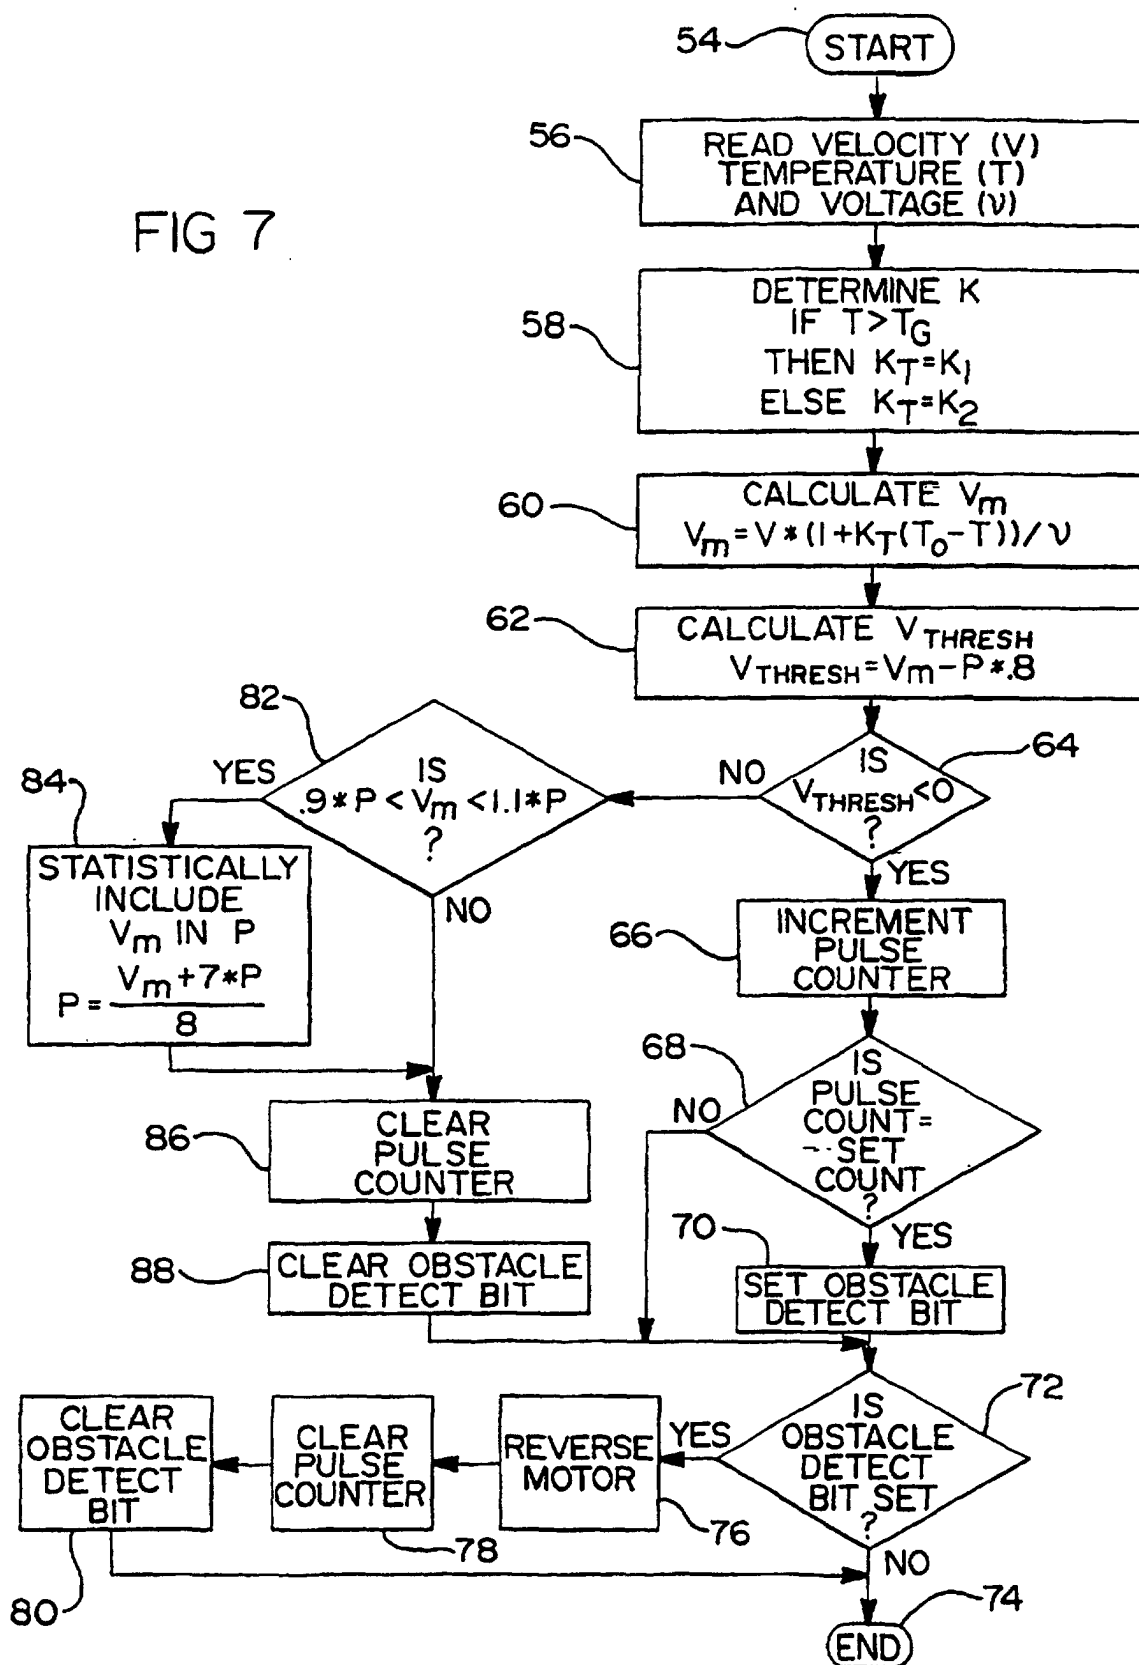 54
START
56
READ VELOCITY (V)
TEMPERATURE (T)
AND VOLTAGE (ν)
FIG 7
58
DETERMINE K
IF T>TG
THEN KT=K1
ELSE KT=K2
60
CALCULATE Vm
Vm=V*(1+KT(To-T))/ν
62
CALCULATE VTHRESH
VTHRESH=Vm-P*.8
82
64
YES
IS
.9*P<Vm<1.1*P
?
NO
IS
VTHRESH<0
?
84
STATISTICALLY
INCLUDE
Vm IN P
P=Vm+7*P
8
NO
YES
66
INCREMENT
PULSE
COUNTER
68
NO
IS
PULSE
COUNT=
SET
COUNT
?
86
CLEAR
PULSE
COUNTER
70
YES
88
CLEAR OBSTACLE
DETECT BIT
SET OBSTACLE
DETECT BIT
72
CLEAR
OBSTACLE
DETECT
BIT
CLEAR
PULSE
COUNTER
REVERSE
MOTOR
YES
IS
OBSTACLE
DETECT
BIT SET
?
80
78
76
NO
74
END